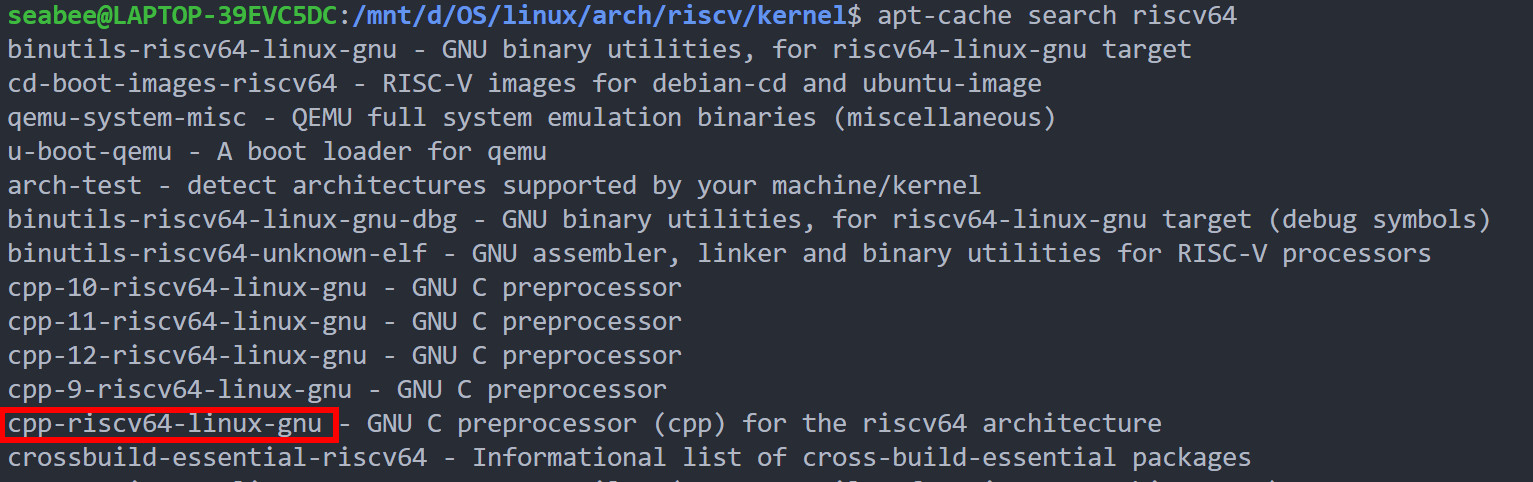 seabee@LAPTOP-39EVC5DC:/mnt/d/OS/linux/arch/riscv/kernel$ apt-cache search riscv64
binutils-riscv64-linux-gnu - GNU binary utilities, for riscv64-linux-gnu target
cd-boot-images-riscv64 - RISC-V images for debian-cd and ubuntu-image
qemu-system-misc - QEMU full system emulation binaries (miscellaneous)
u-boot-qemu - A boot loader for qemu
arch-test - detect architectures supported by your machine/kernel
binutils-riscv64-linux-gnu-dbg - GNU binary utilities, for riscv64-linux-gnu target (debug symbols)
binutils-riscv64-unknown-elf - GNU assembler, linker and binary utilities for RISC-V processors
cpp-10-riscv64-linux-gnu - GNU C preprocessor
cpp-11-riscv64-linux-gnu - GNU C preprocessor
cpp-12-riscv64-linux-gnu - GNU C preprocessor
cpp-9-riscv64-linux-gnu - GNU C preprocessor
cpp-riscv64-linux-gnu - GNU C preprocessor (cpp) for the riscv64 architecture
crossbuild-essential-riscv64 - Informational list of cross-build-essential packages